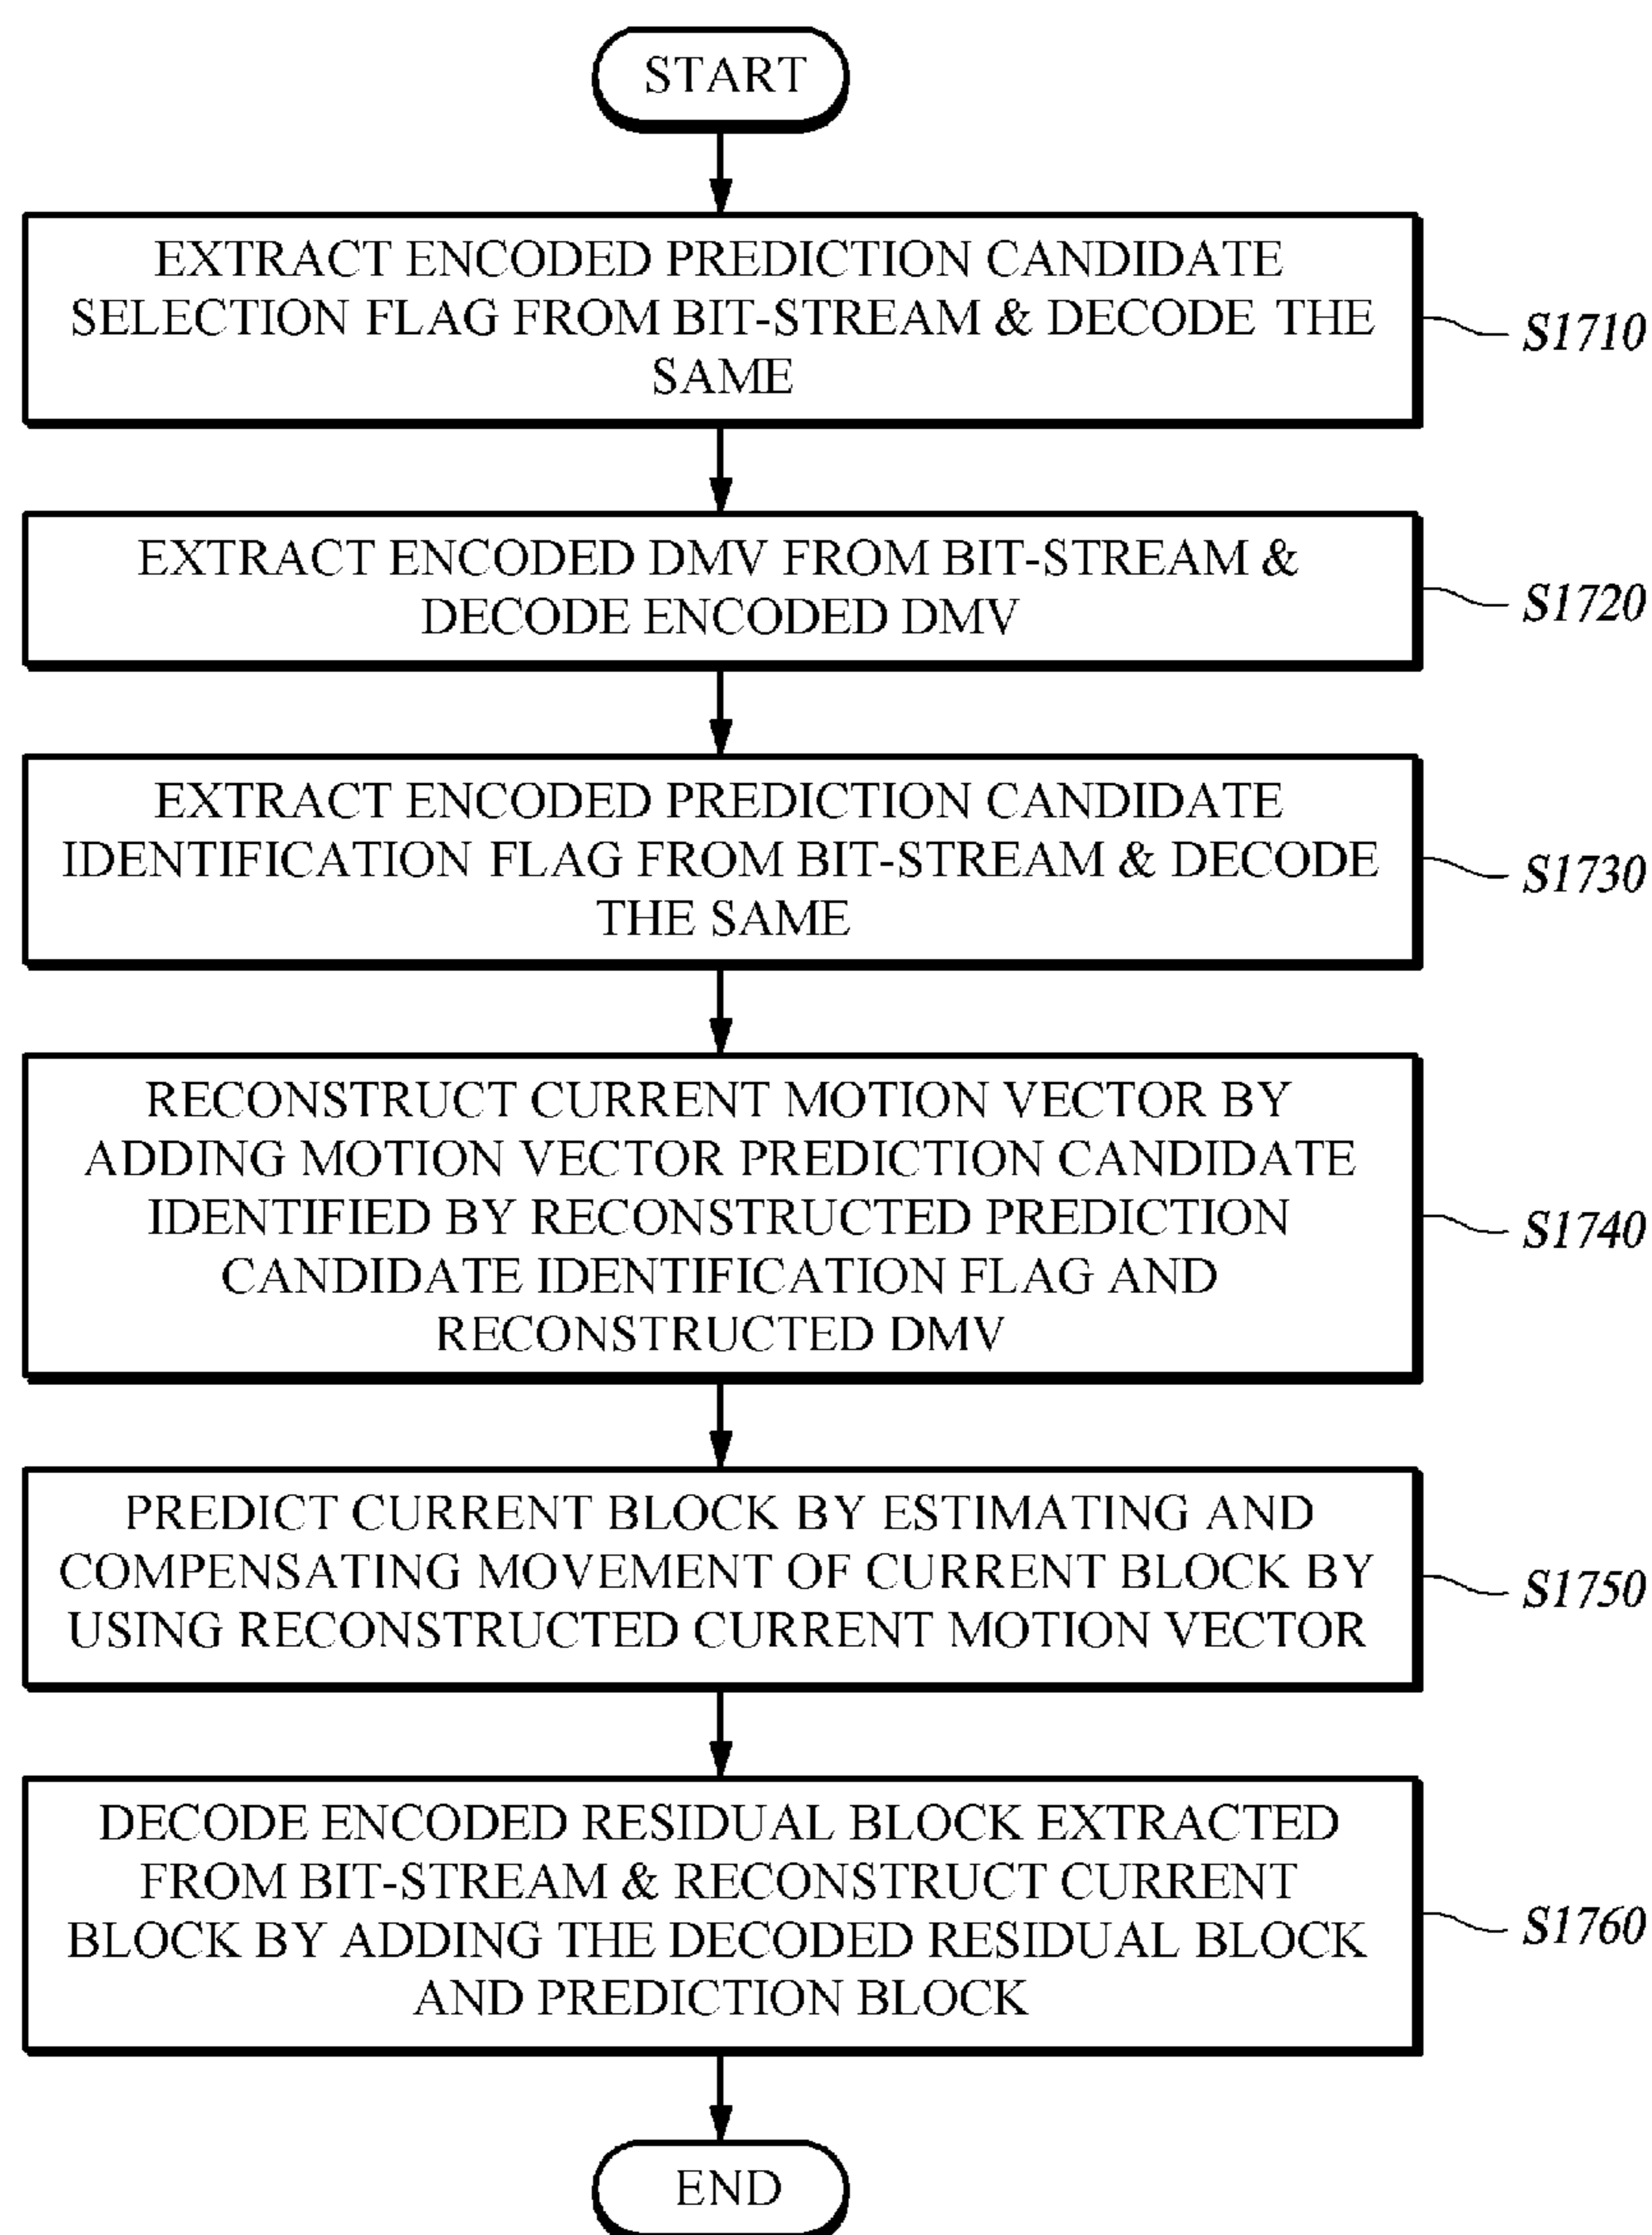 START
EXTRACT ENCODED PREDICTION CANDIDATE
SELECTION FLAG FROM BIT-STREAM & DECODE THE
SAME
S1710
EXTRACT ENCODED DMV FROM BIT-STREAM &
DECODE ENCODED DMV
S1720
EXTRACT ENCODED PREDICTION CANDIDATE
IDENTIFICATION FLAG FROM BIT-STREAM & DECODE
THE SAME
S1730
RECONSTRUCT CURRENT MOTION VECTOR BY
ADDING MOTION VECTOR PREDICTION CANDIDATE
IDENTIFIED BY RECONSTRUCTED PREDICTION
CANDIDATE IDENTIFICATION FLAG AND
RECONSTRUCTED DMV
S1740
PREDICT CURRENT BLOCK BY ESTIMATING AND
COMPENSATING MOVEMENT OF CURRENT BLOCK BY
USING RECONSTRUCTED CURRENT MOTION VECTOR
S1750
DECODE ENCODED RESIDUAL BLOCK EXTRACTED
FROM BIT-STREAM & RECONSTRUCT CURRENT
BLOCK BY ADDING THE DECODED RESIDUAL BLOCK
AND PREDICTION BLOCK
S1760
END